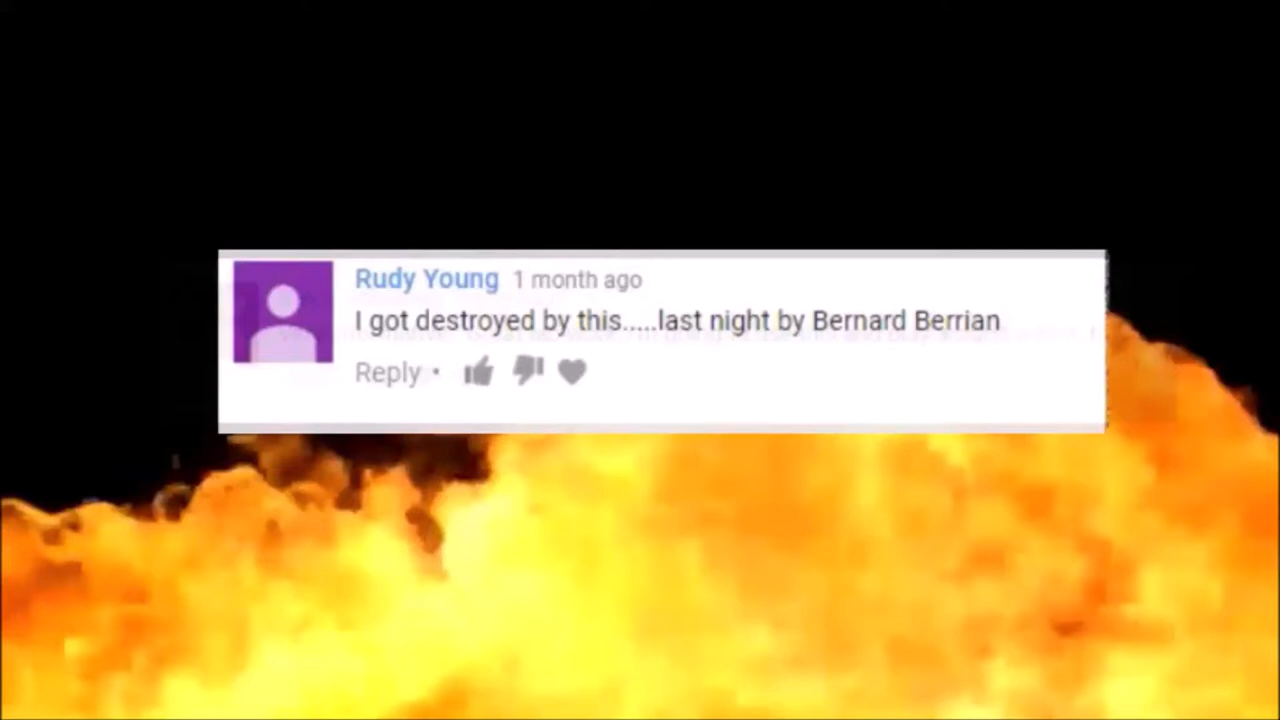 Rudy Young 1 month ago
I got destroyed by this.....last night by Bernard Berrian
Reply •